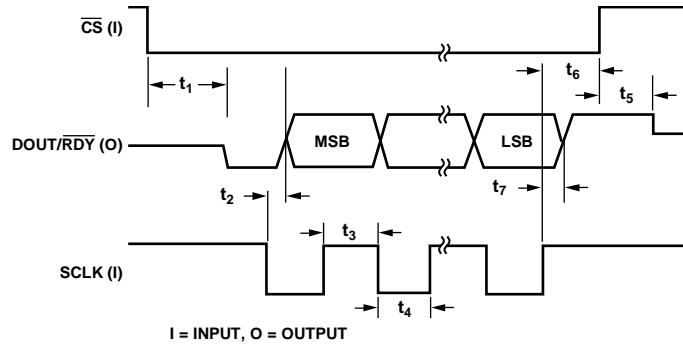 CS (I)
t6
t1
t5
DOUT/RDY (O)
MSB
LSB
t2
t7
t3
SCLK (I)
t4
I = INPUT, O = OUTPUT